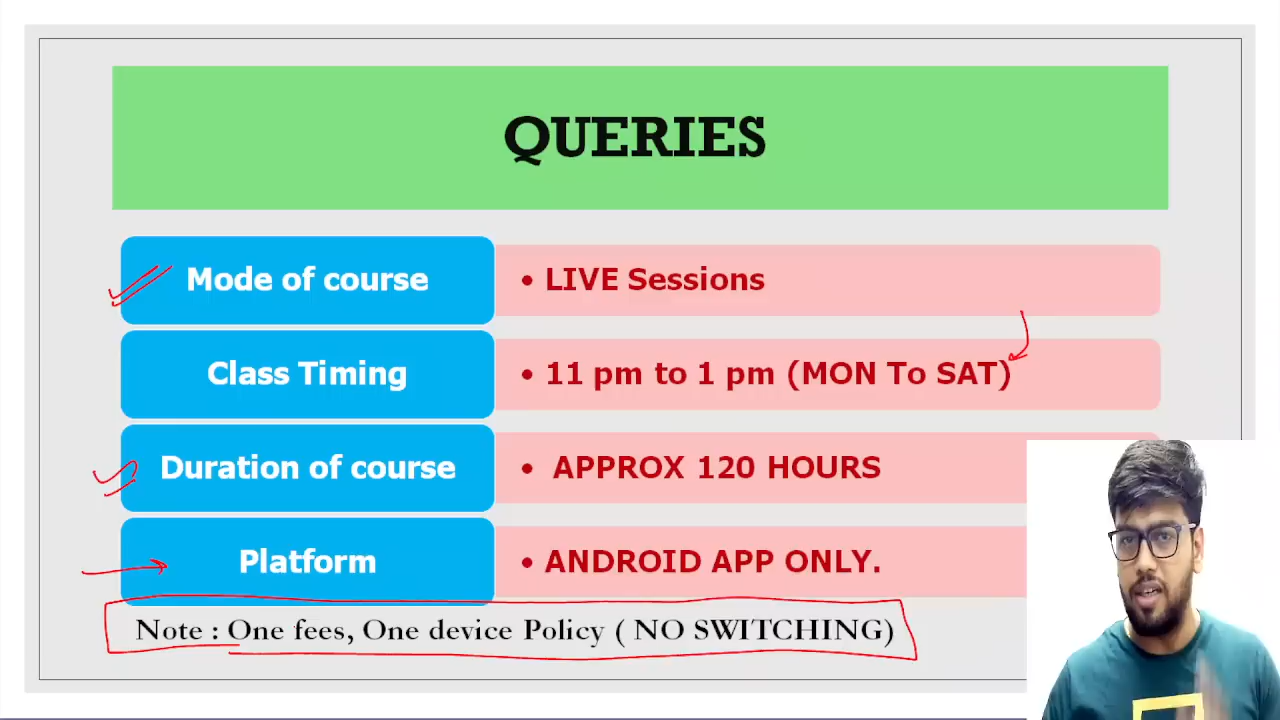 QUERIES
Mode of course
• LIVE Sessions
Class Timing
• 11 pm to 1 pm (MON To SAT)
Duration of course
• APPROX 120 HOURS
Platform
• ANDROID APP ONLY.
Note : One fees, One device Policy ( NO SWITCHING)